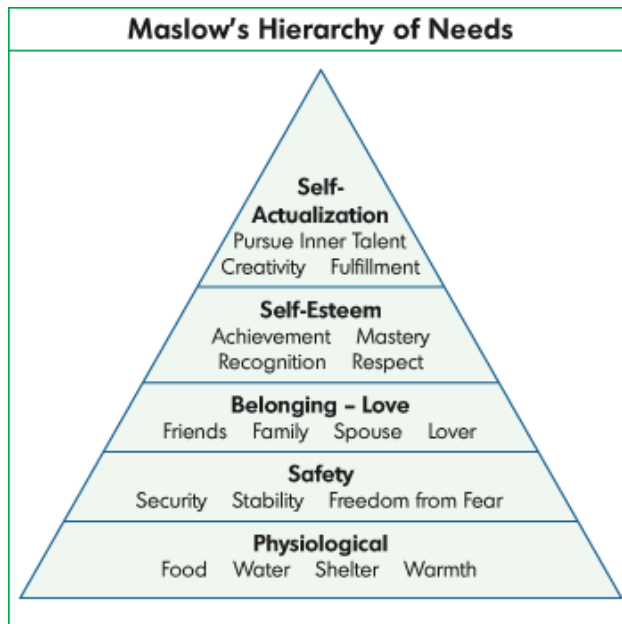 Maslow’s Hierarchy of Needs
Self-
Actualization
Pursue Inner Talent
Creativity Fulfillment
Self-Esteem
Achievement Mastery
Recognition Respect
Belonging – Love
Friends Family Spouse Lover
Safety
Security Stability Freedom from Fear
Physiological
Food Water Shelter Warmth